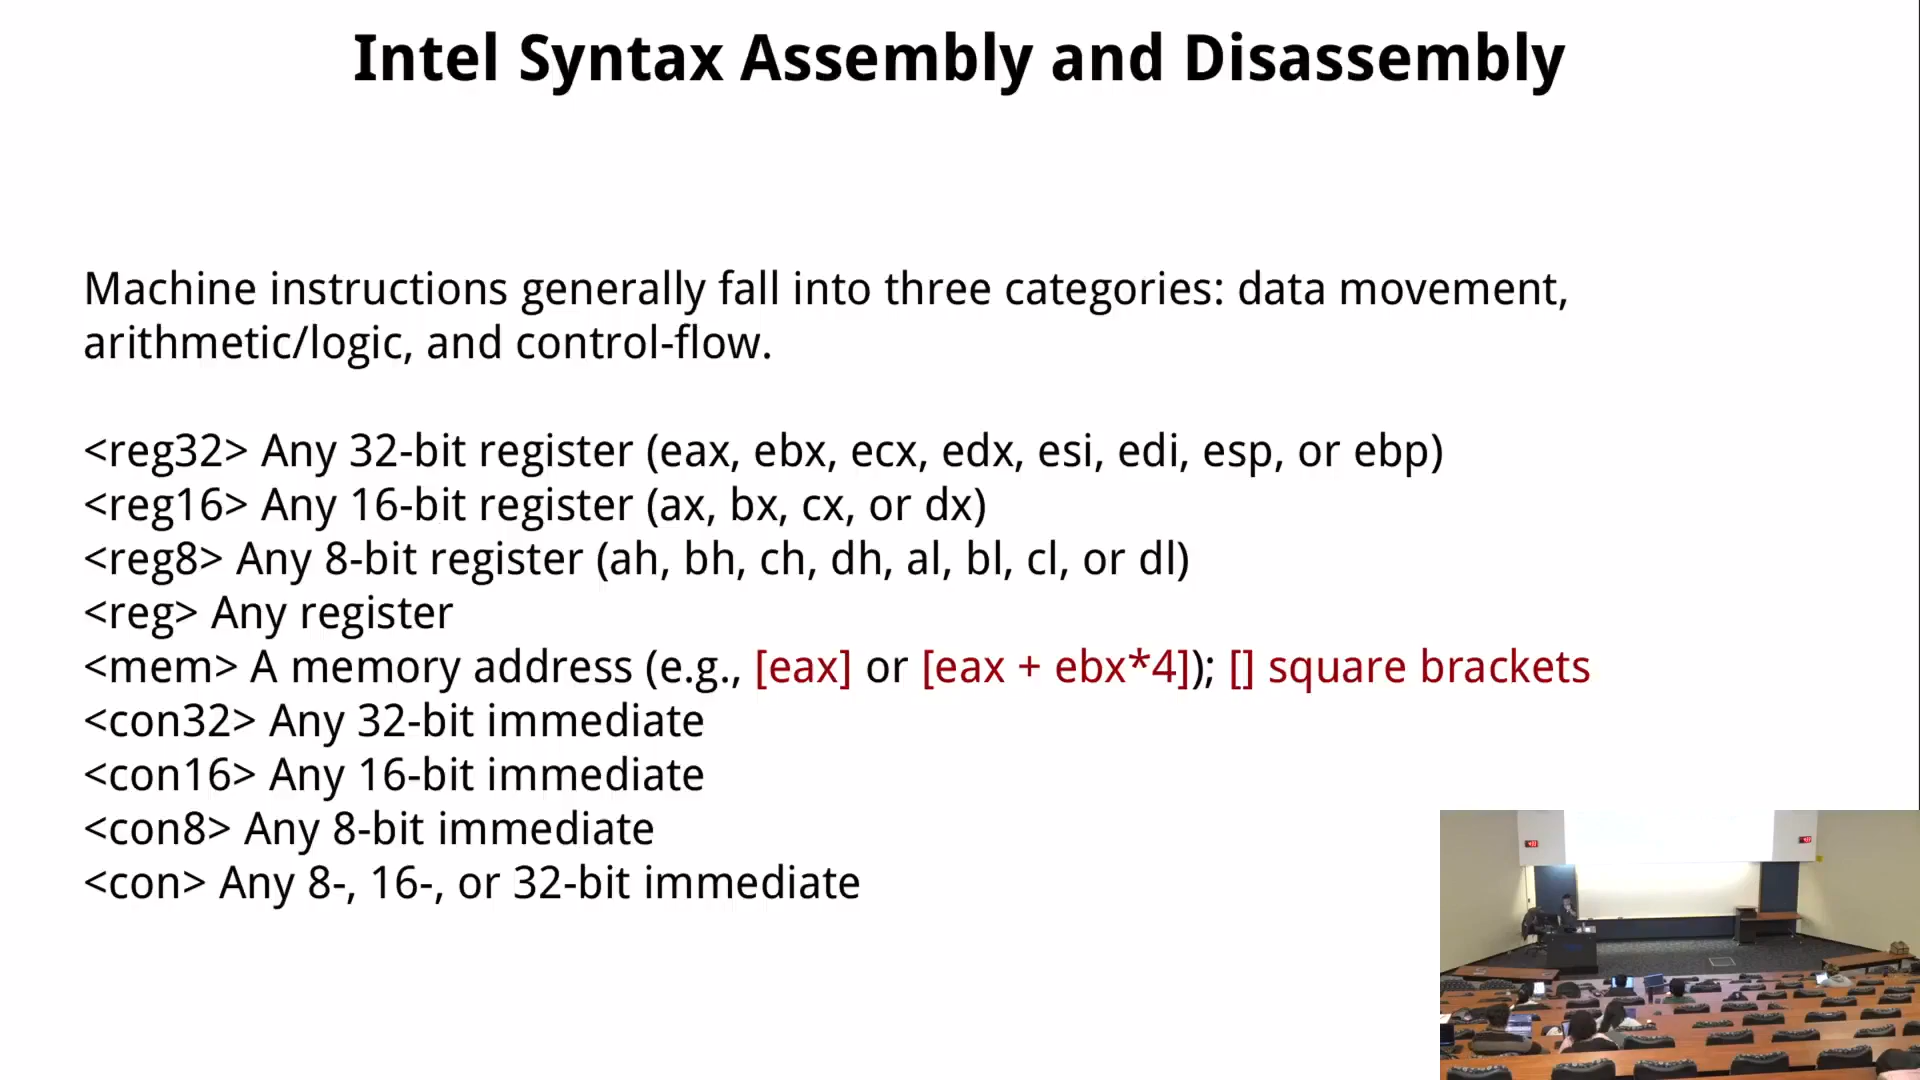 Intel Syntax Assembly and Disassembly
Machine instructions generally fall into three categories: data movement,
arithmetic/logic, and control-flow.
<reg32> Any 32-bit register (eax, ebx, ecx, edx, esi, edi, esp, or ebp)
<reg16> Any 16-bit register (ax, bx, cx, or dx)
<reg8> Any 8-bit register (ah, bh, ch, dh, al, bl, cl, or dl)
<reg> Any register
<mem> A memory address (e.g., [eax] or [eax + ebx*4]); [] square brackets
<con32> Any 32-bit immediate
<con16> Any 16-bit immediate
<con8> Any 8-bit immediate
<con> Any 8-, 16-, or 32-bit immediate